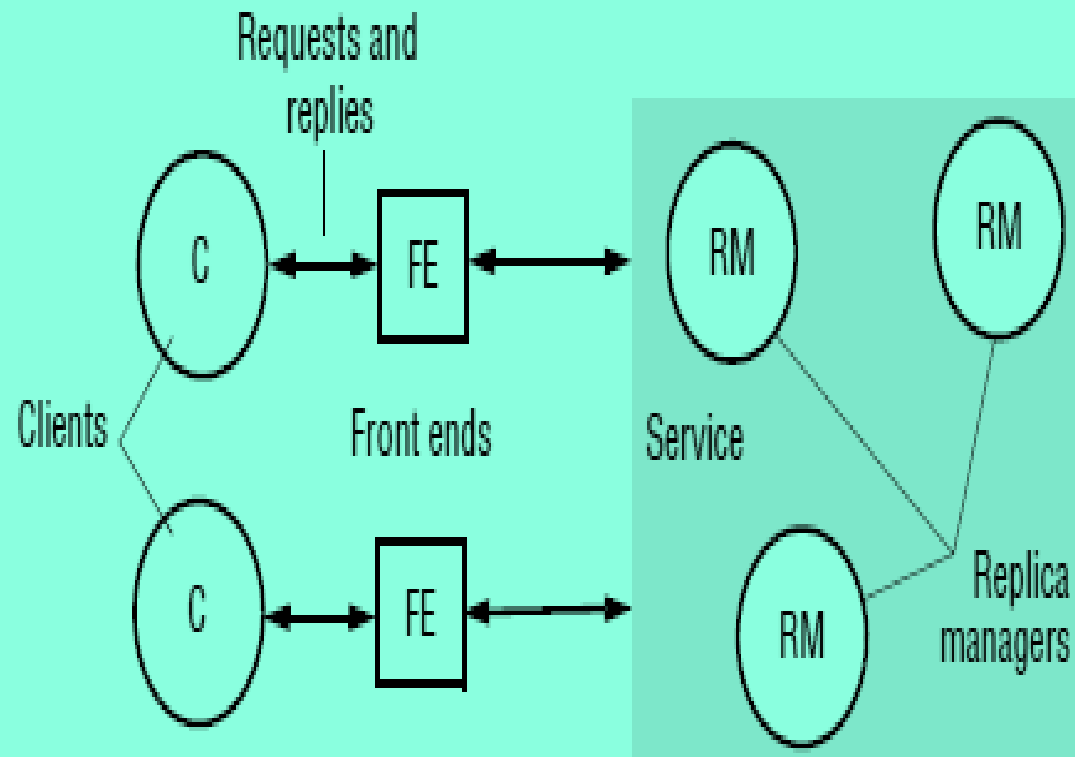 Requests and
replies
C
FE
RM
RM
Clients
Front ends
Service
C
FE
RM
Replica
managers